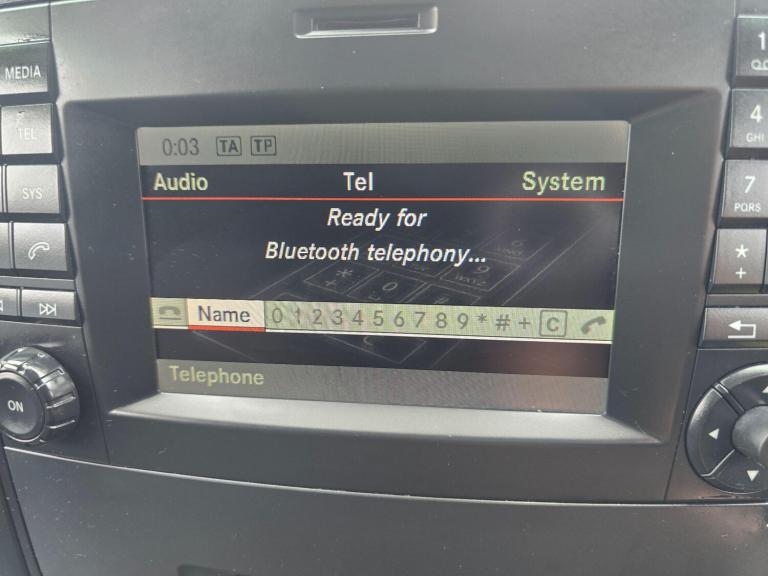 MEDIA
TEL
SYS
ON
0:03 TA TP
Audio Tel System
Ready for
Bluetooth telephony...
Name 0 1 2 3 4 5 6 7 8 9 * # + C
Telephone
1
4
GHI
7
PQRS
*
+